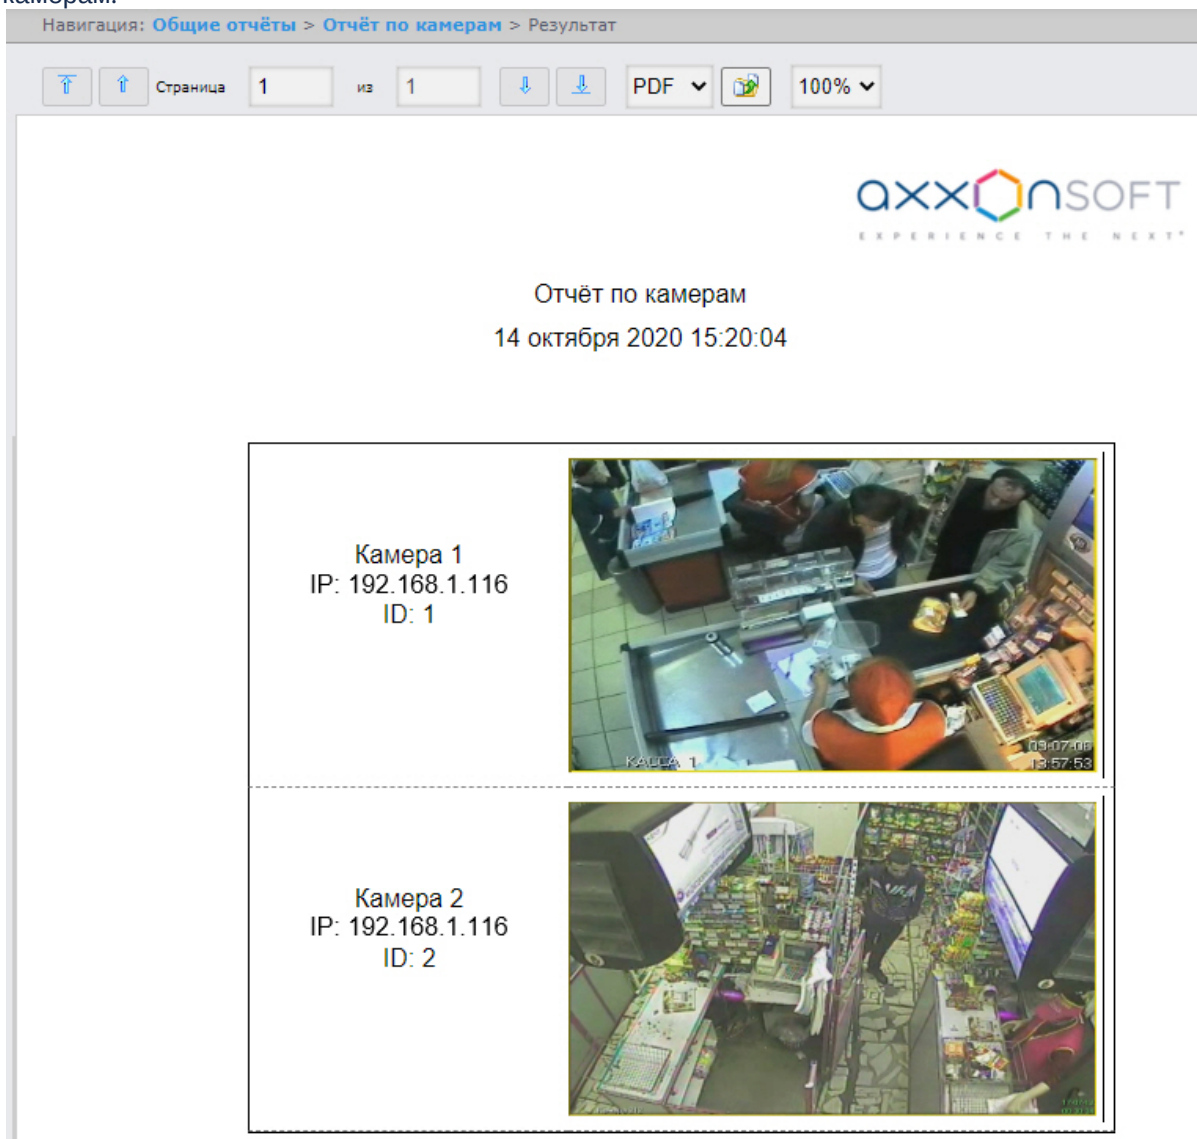 камерам.
Навигация: Общие отчёты > Отчёт по камерам > Результат
Страница 1 из 1 PDF 100%
axxonsoft
EXPERIENCE THE NEXT
Отчёт по камерам
14 октября 2020 15:20:04
Камера 1
IP: 192.168.1.116
ID: 1
КАССА 1
09-07-08
13:57:53
Камера 2
IP: 192.168.1.116
ID: 2